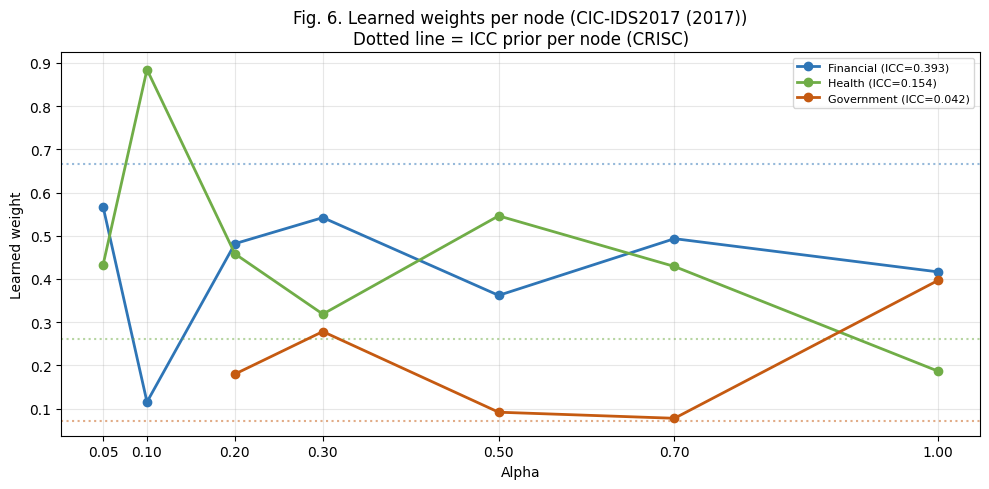 Fig. 6. Learned weights per node (CIC-IDS2017 (2017))
Dotted line = ICC prior per node (CRISC)
Financial (ICC=0.393)
Health (ICC=0.154)
Government (ICC=0.042)
Learned weight
0.9
0.8
0.7
0.6
0.5
0.4
0.3
0.2
0.1
0.05 0.10 0.20 0.30 0.50 0.70 1.00
Alpha